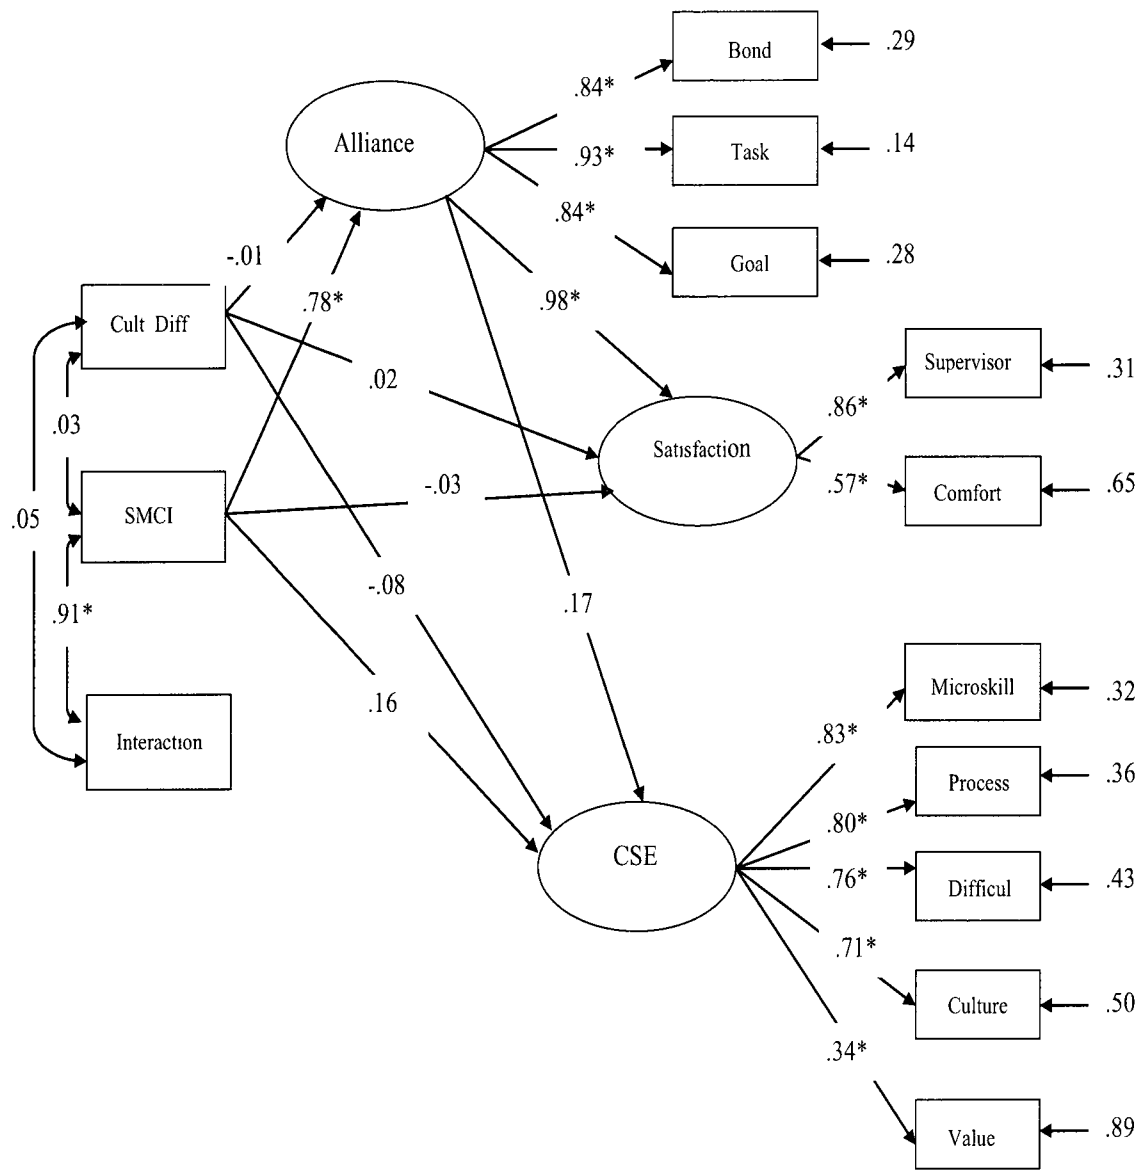 Bond
.29
.84*
Alliance
Task
.14
.93*
.84*
Goal
.28
-.01
.78*
.98*
Cult Diff
.02
Supervisor
.31
.86*
.03
Satisfaction
SMCI
-.03
.57*
Comfort
.65
.05
-.08
.17
.91*
.16
Microskill
.32
Interaction
.83*
Process
.36
.80*
CSE
.76*
Difficul
.43
.71*
Culture
.50
.34*
Value
.89